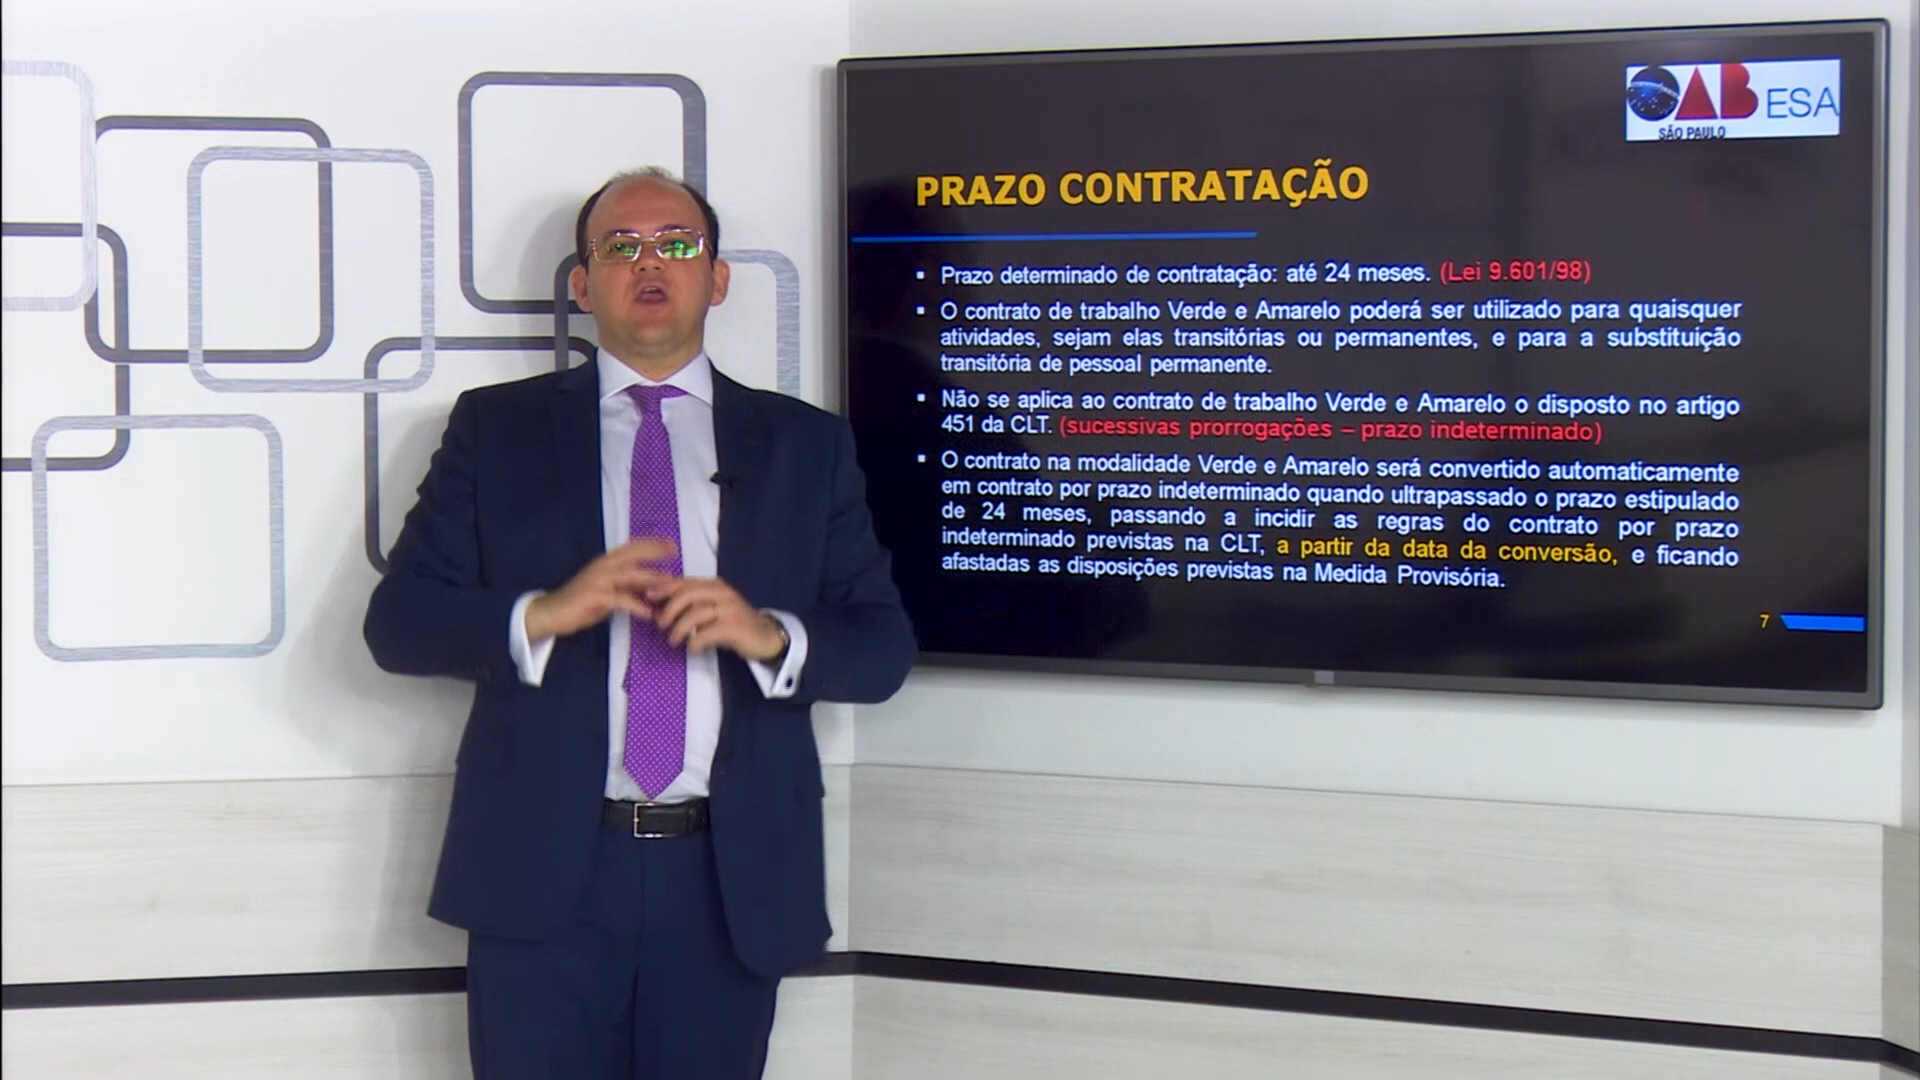 OAB ESA
SÃO PAULO
PRAZO CONTRATAÇÃO
▪ Prazo determinado de contratação: até 24 meses. (Lei 9.601/98)
▪ O contrato de trabalho Verde e Amarelo poderá ser utilizado para quaisquer
atividades, sejam elas transitórias ou permanentes, e para a substituição
transitória de pessoal permanente.
▪ Não se aplica ao contrato de trabalho Verde e Amarelo o disposto no artigo
451 da CLT. (sucessivas prorrogações – prazo indeterminado)
▪ O contrato na modalidade Verde e Amarelo será convertido automaticamente
em contrato por prazo indeterminado quando ultrapassado o prazo estipulado
de 24 meses, passando a incidir as regras do contrato por prazo
indeterminado previstas na CLT, a partir da data da conversão, e ficando
afastadas as disposições previstas na Medida Provisória.
7